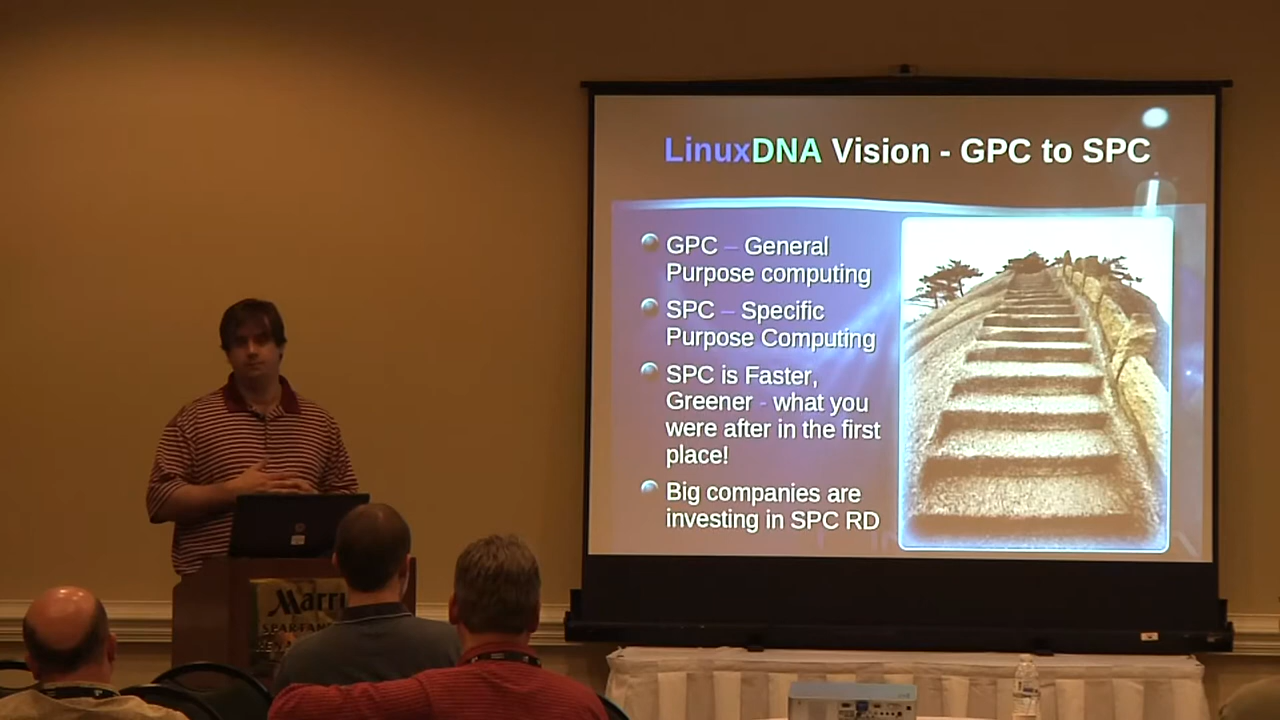 LinuxDNA Vision - GPC to SPC
GPC – General
Purpose computing
SPC – Specific
Purpose Computing
SPC is Faster,
Greener - what you
were after in the first
place!
Big companies are
investing in SPC RD